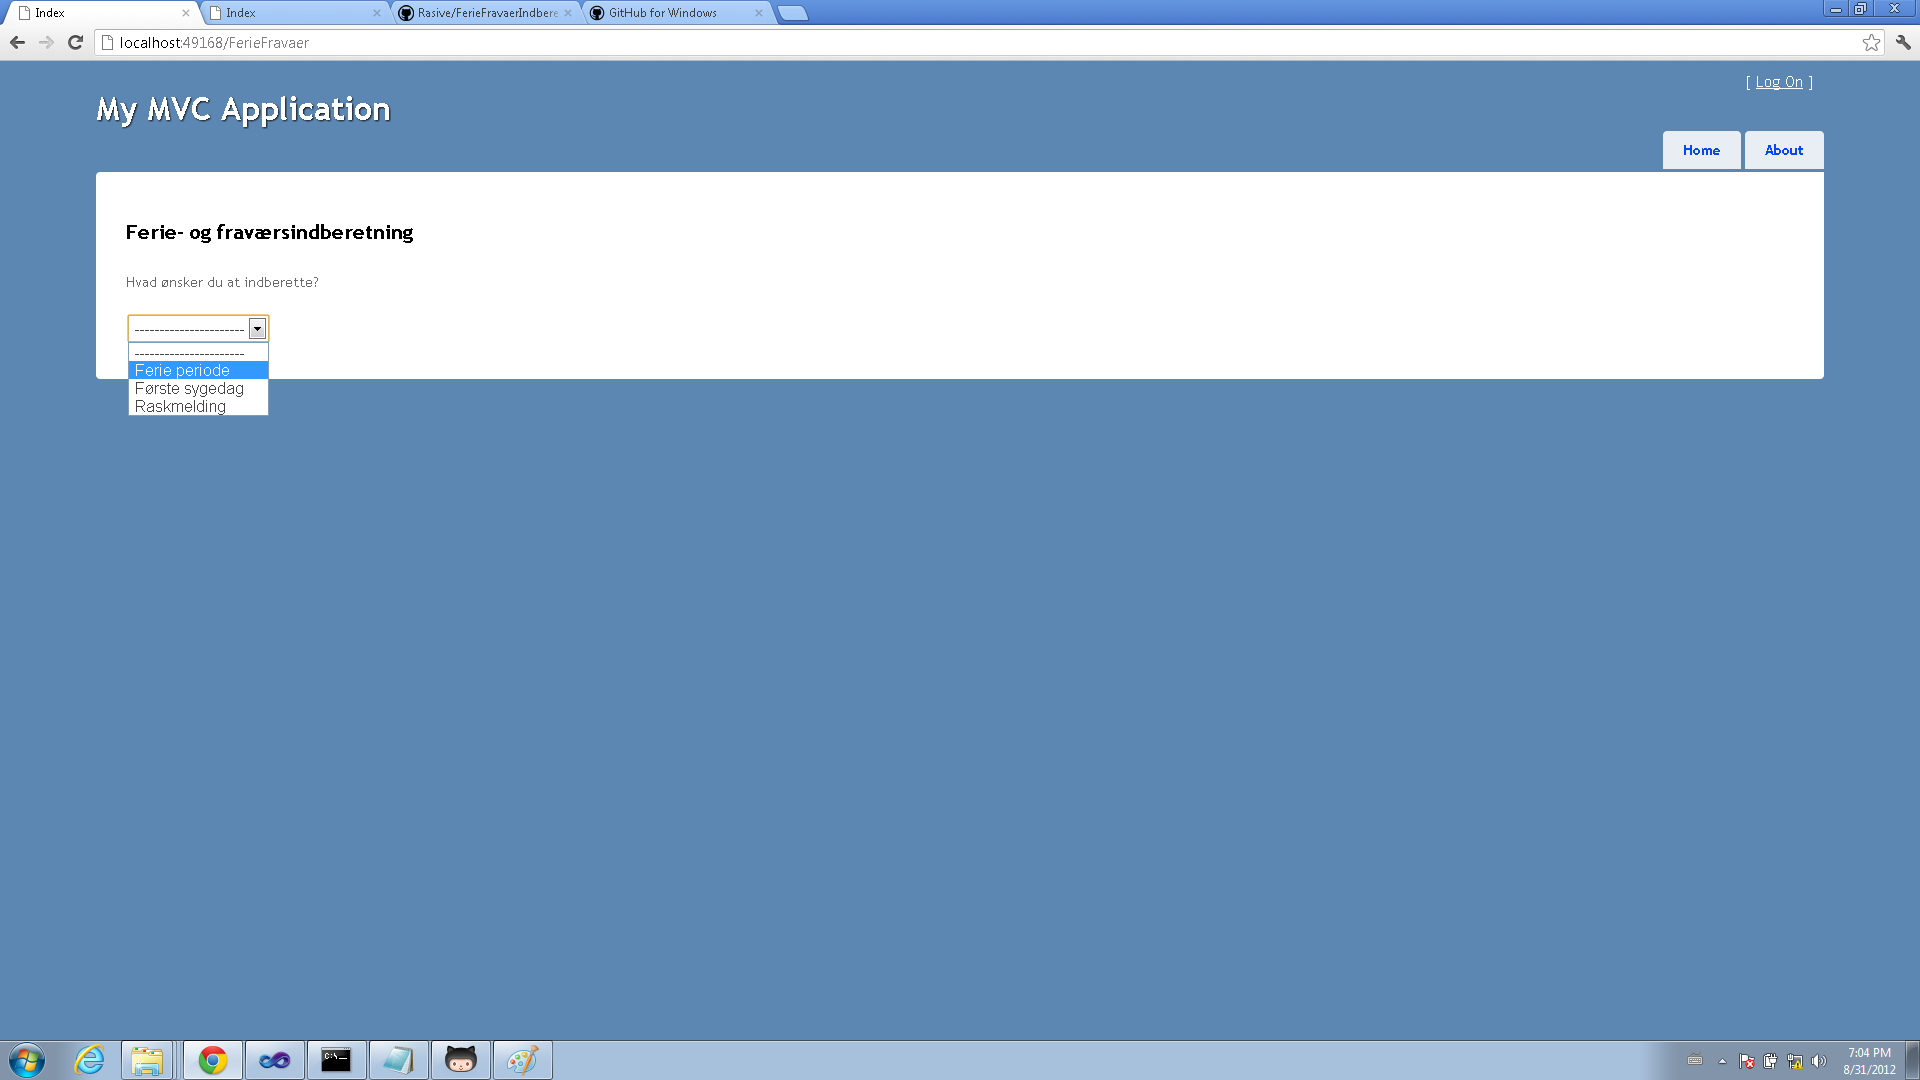 Index
Index
Rasive/FerieFravaerIndbere
GitHub for Windows
localhost:49168/FerieFravaer
[ Log On ]
My MVC Application
Home
About
Ferie- og fraværsindberetning
Hvad ønsker du at indberette?
----------------------
----------------------
Ferie periode
Første sygedag
Raskmelding
C:\_
7:04 PM
8/31/2012